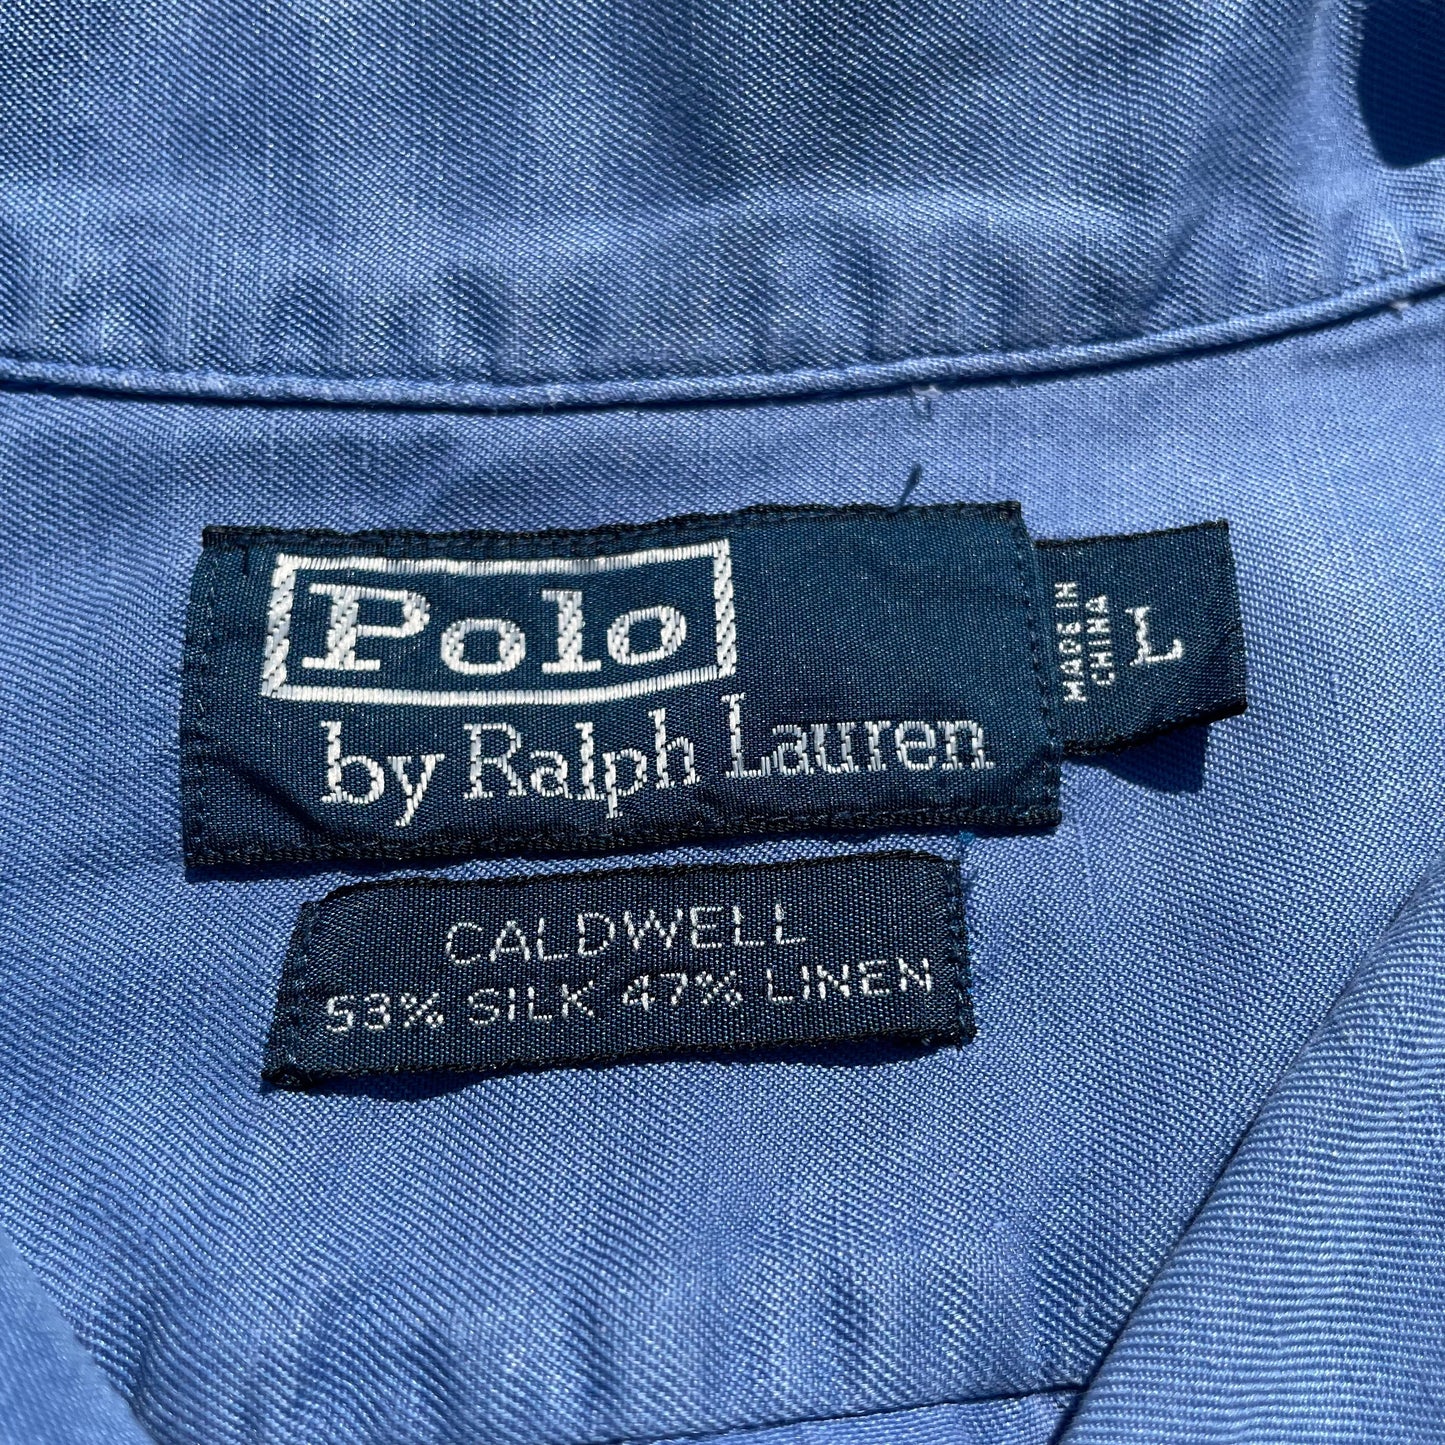 Polo
by Ralph Lauren
MADE IN
CHINA
L
CALDWELL
53% SILK 47% LINEN